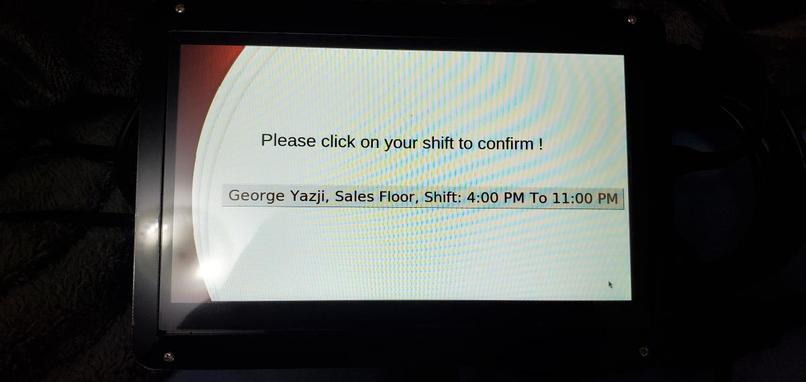 Please click on your shift to confirm !
George Yazji, Sales Floor, Shift: 4:00 PM To 11:00 PM